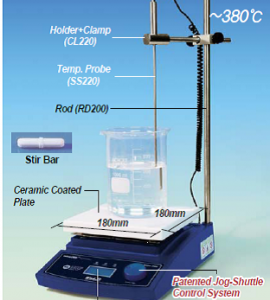 ~380℃
Holder+Clamp
(CL220)
Temp. Probe
(SS220)
Rod (RD200)
Stir Bar
Ceramic Coated
Plate
180mm
180mm
Patented Jog-Shuttle
Control System